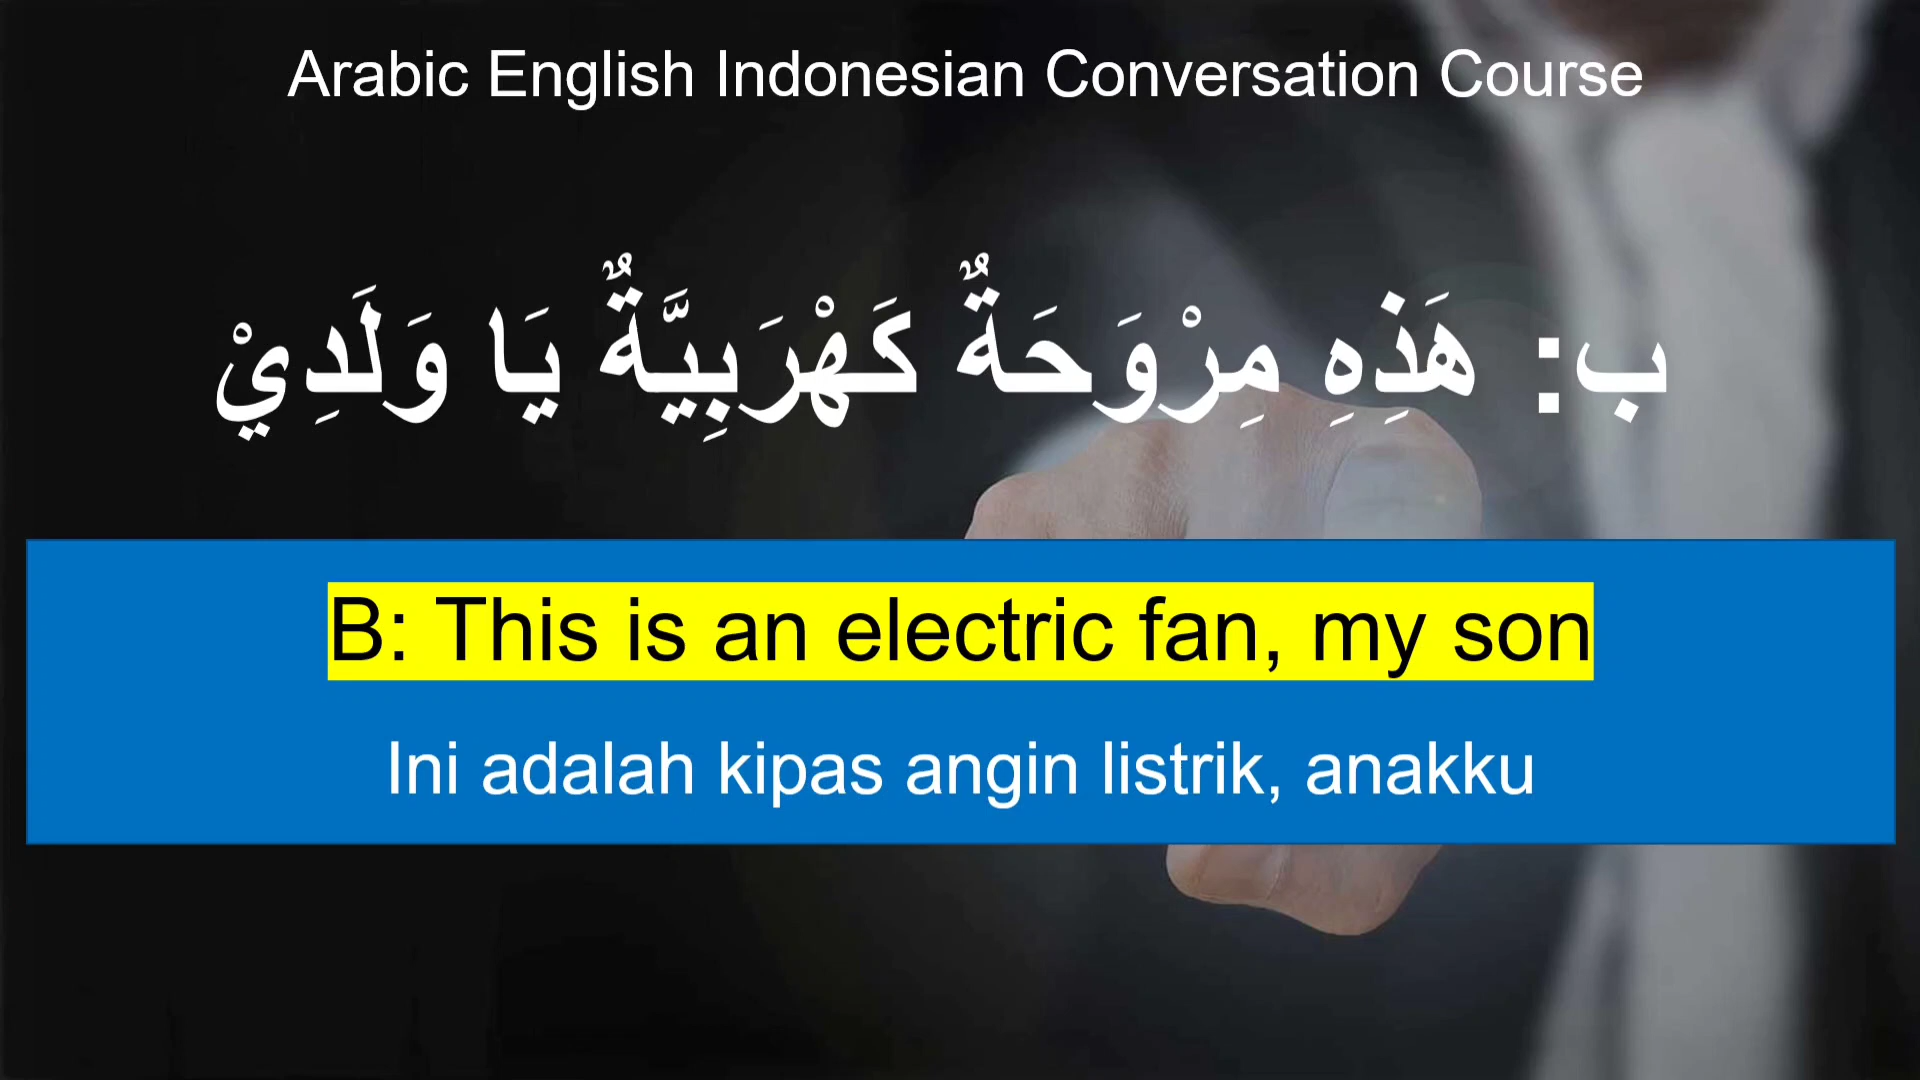 Arabic English Indonesian Conversation Course
ب: هَذِهِ مِرْوَحَةٌ كَهْرَبِيَّةٌ يَا وَلَدِيْ
B: This is an electric fan, my son
Ini adalah kipas angin listrik, anakku